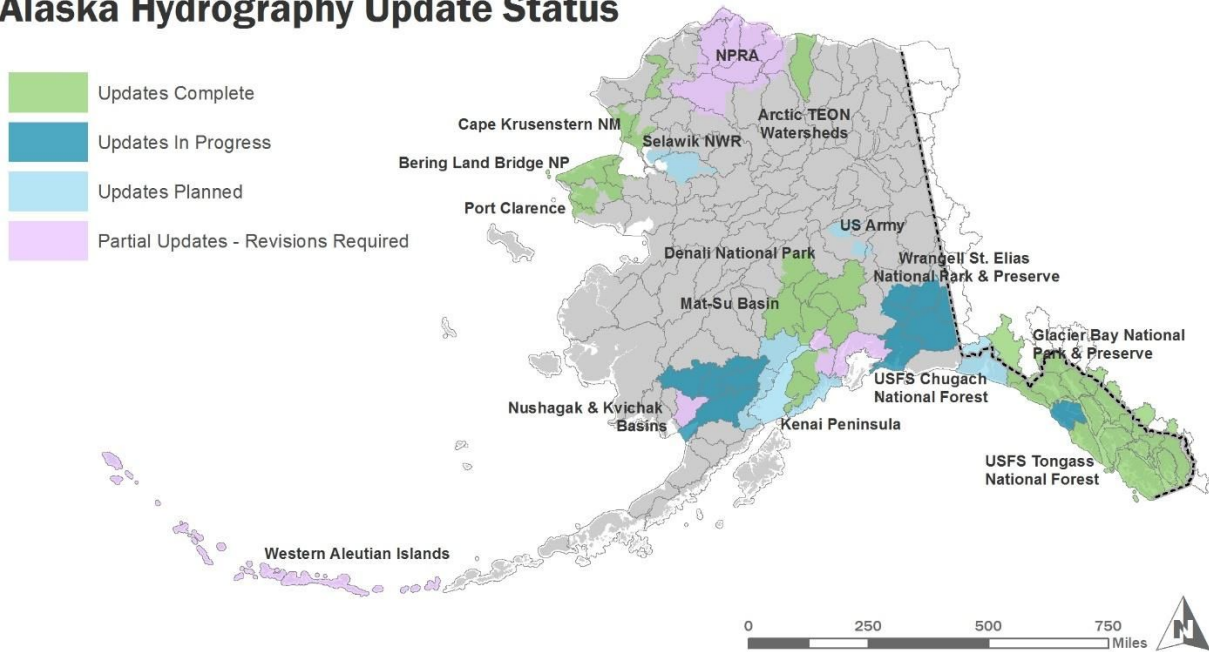 Alaska Hydrography Update Status
Updates Complete
Updates In Progress
Updates Planned
Partial Updates - Revisions Required
NPRA
Arctic TEON
Watersheds
Cape Krusenstern NM
Selawik NWR
Bering Land Bridge NP
Port Clarence
US Army
Denali National Park
Wrangell St. Elias
National Park & Preserve
Mat-Su Basin
Glacier Bay National
Park & Preserve
USFS Chugach
National Forest
Nushagak & Kvichak
Basins
Kenai Peninsula
USFS Tongass
National Forest
Western Aleutian Islands
0 250 500 750
Miles
N